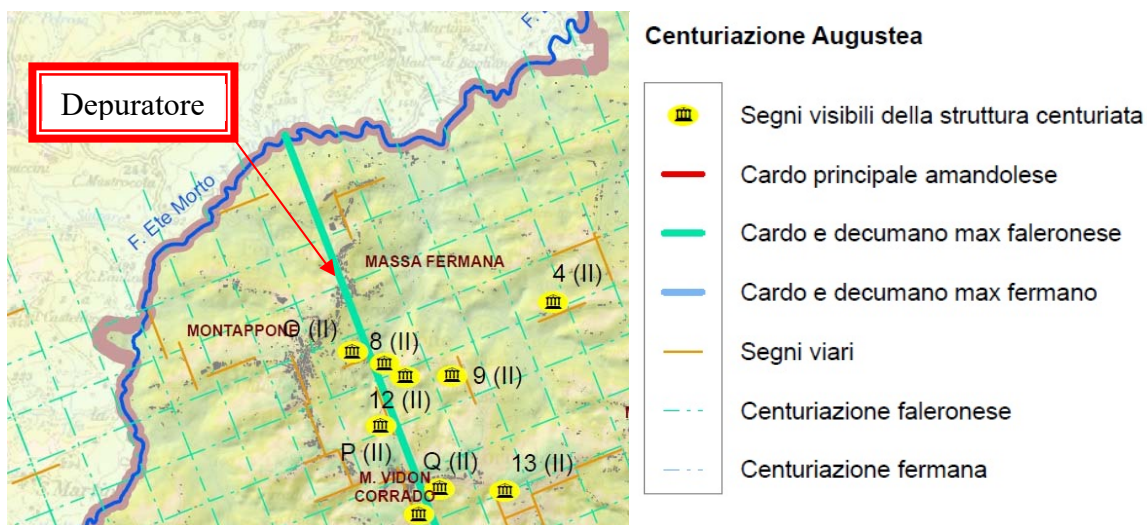 Depuratore
F. Ete Morto
MASSA FERMANA
4 (II)
MONTAPPONE
O (II)
8 (II)
9 (II)
12 (II)
P (II)
Q (II)
13 (II)
M. VIDON
CORRADO
Centuriazione Augustea
Segni visibili della struttura centuriata
Cardo principale amandolese
Cardo e decumano max faleronese
Cardo e decumano max fermano
Segni viari
Centuriazione faleronese
Centuriazione fermana